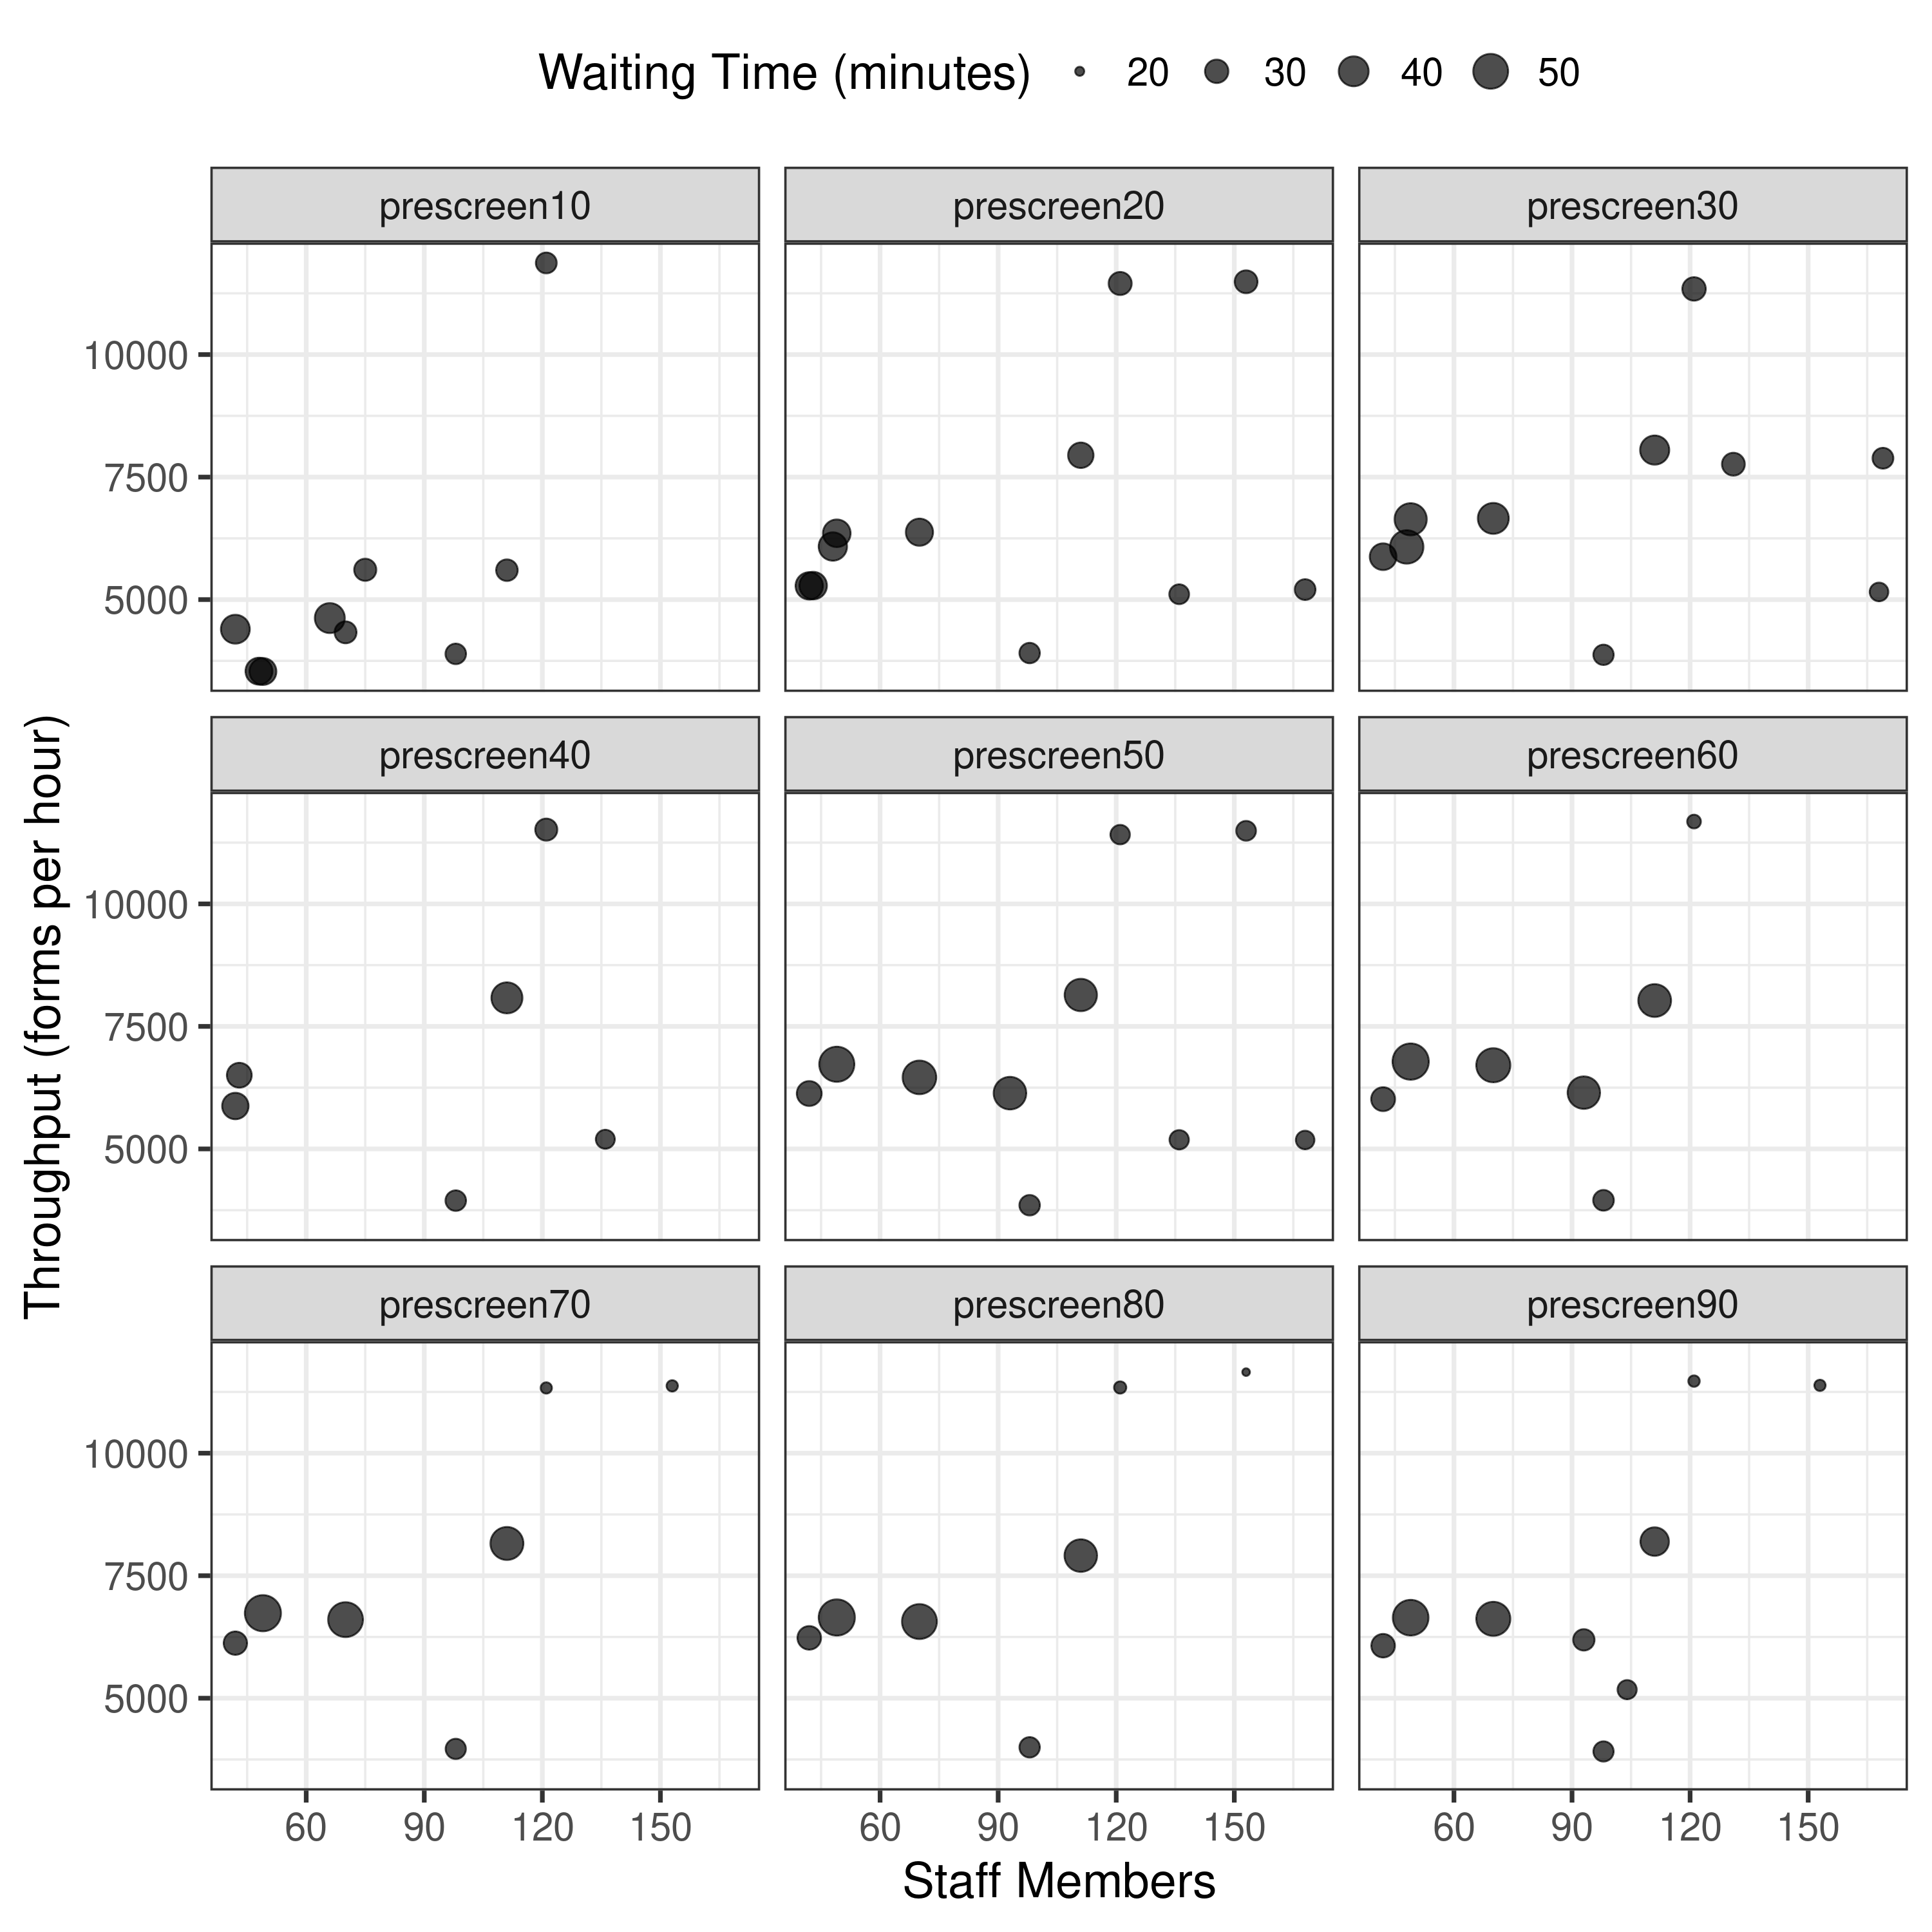 Waiting Time (minutes) 20 30 40 50
prescreen10 prescreen20 prescreen30
10000
7500
5000
prescreen40 prescreen50 prescreen60
10000
7500
5000
prescreen70 prescreen80 prescreen90
10000
7500
5000
60 90 120 150 60 90 120 150 60 90 120 150
Staff Members
Throughput (forms per hour)